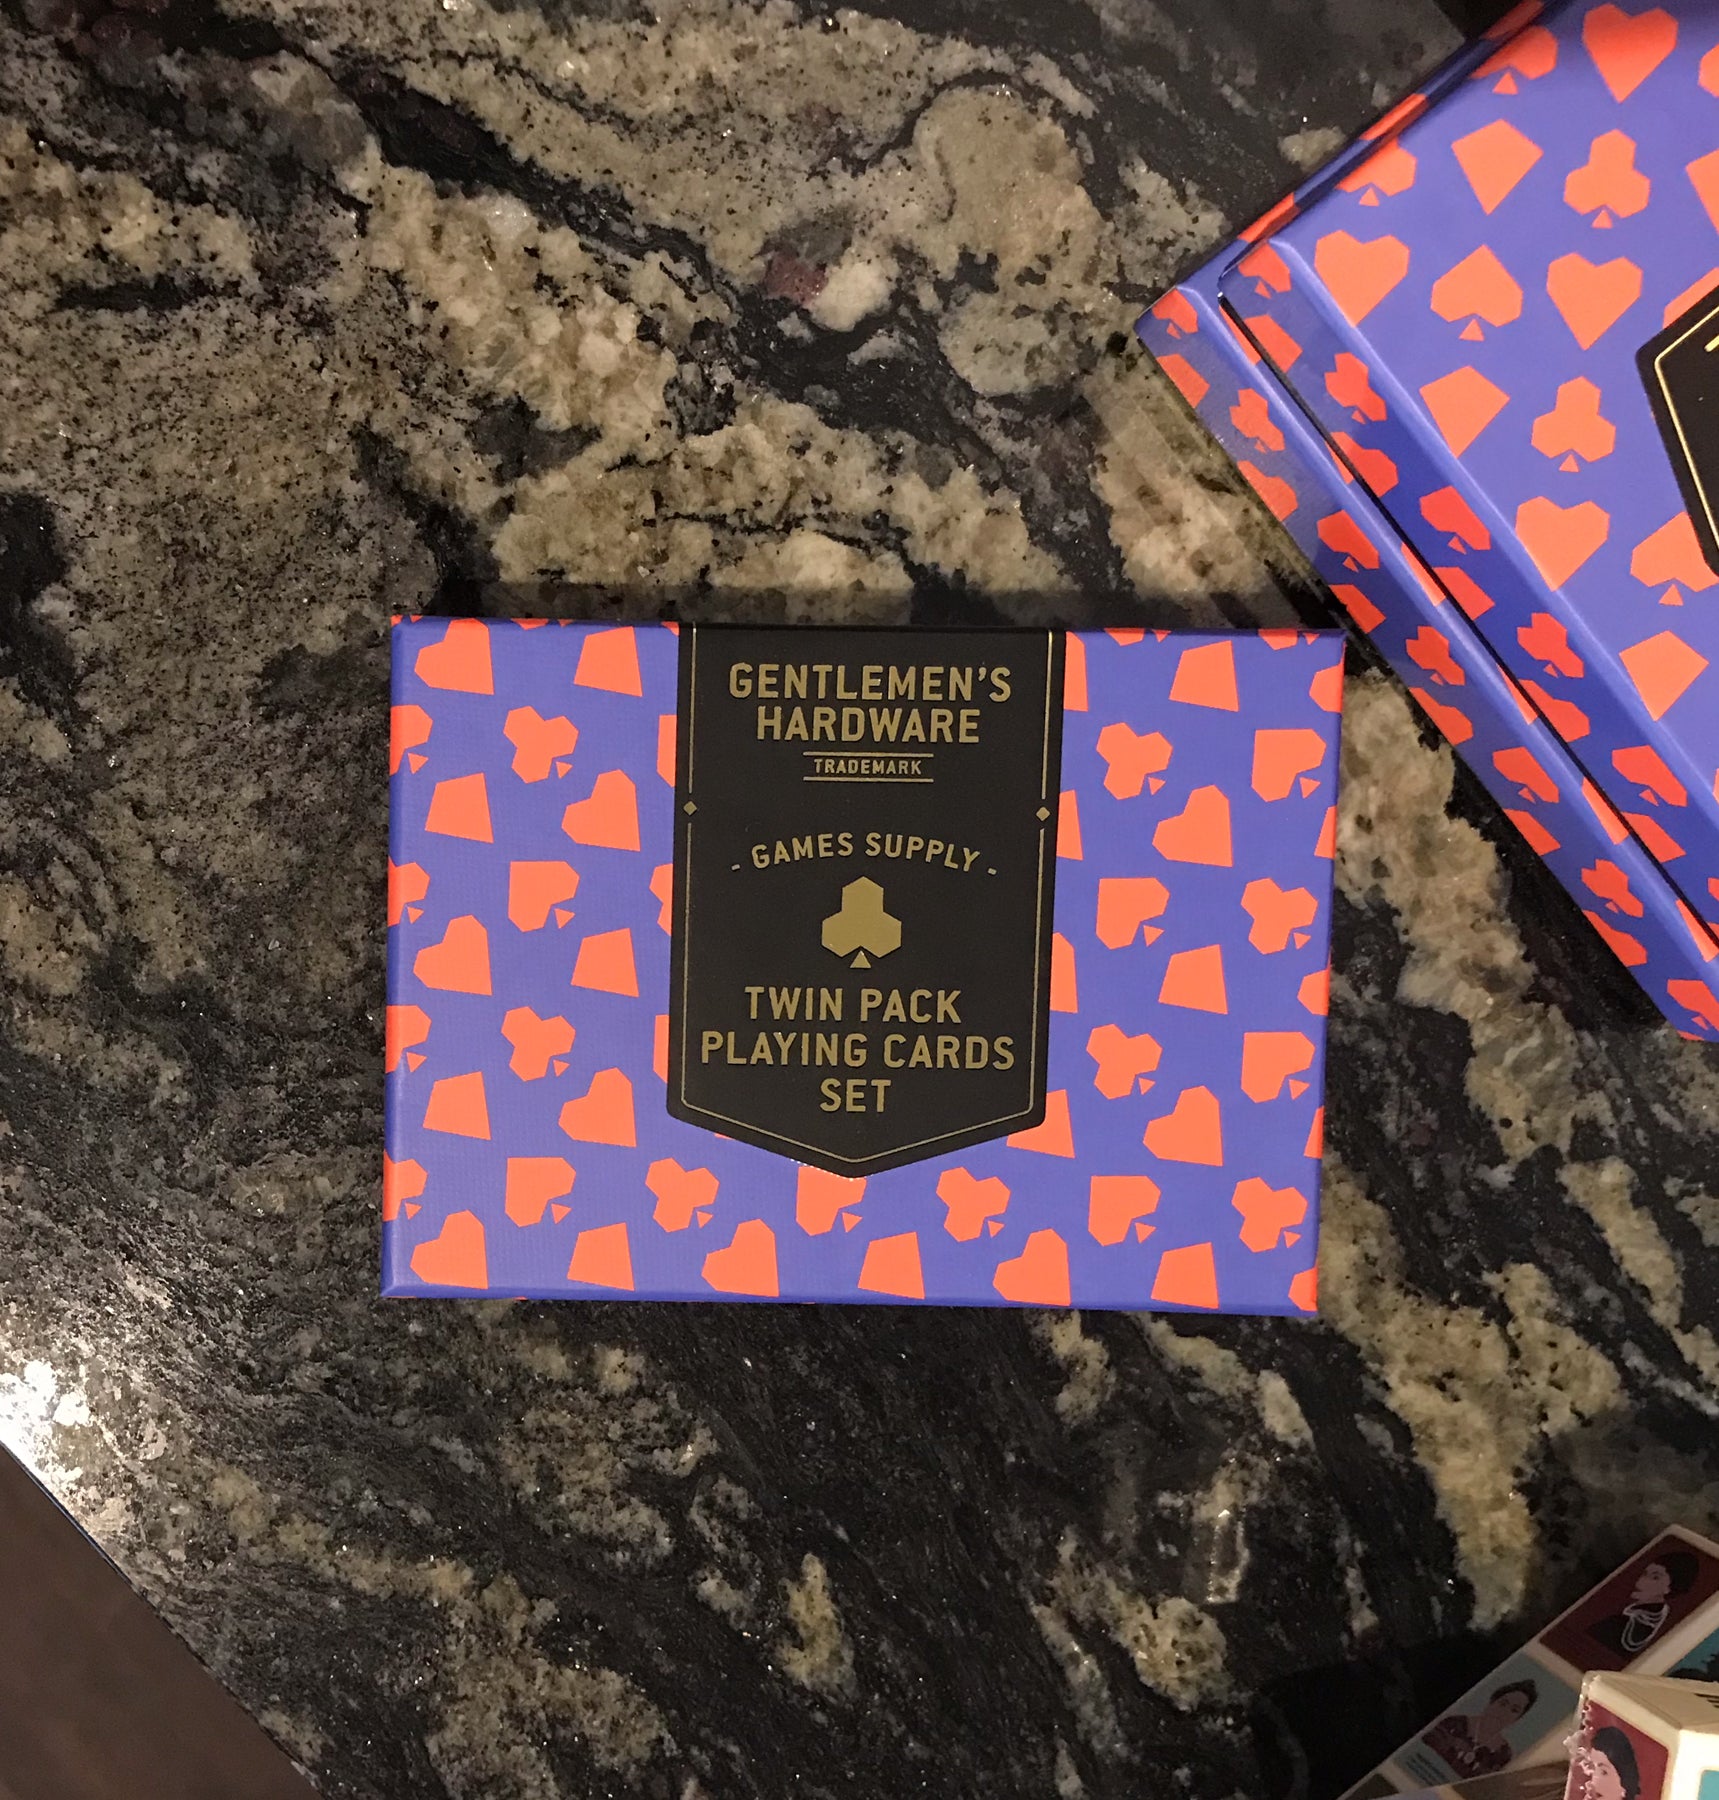 GENTLEMEN'S
HARDWARE
TRADEMARK
- GAMES SUPPLY -
TWIN PACK
PLAYING CARDS
SET